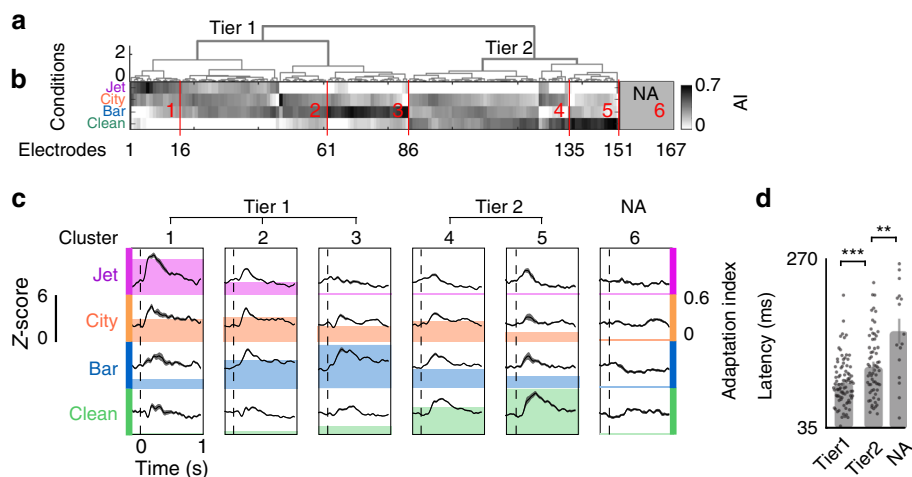 a
Tier 1
Tier 2
2
0
b
Conditions
Jet
City
Bar
Clean
1 2 3 4 5 6
NA
0.7
0
AI
Electrodes 1 16 61 86 135 151 167
c
Tier 1 Tier 2 NA
Cluster 1 2 3 4 5 6
Jet
City
Bar
Clean
Z-score
6
0
0.6
0
Adaptation index
0 1
Time (s)
d
*** **
270
35
Latency (ms)
Tier1 Tier2 NA